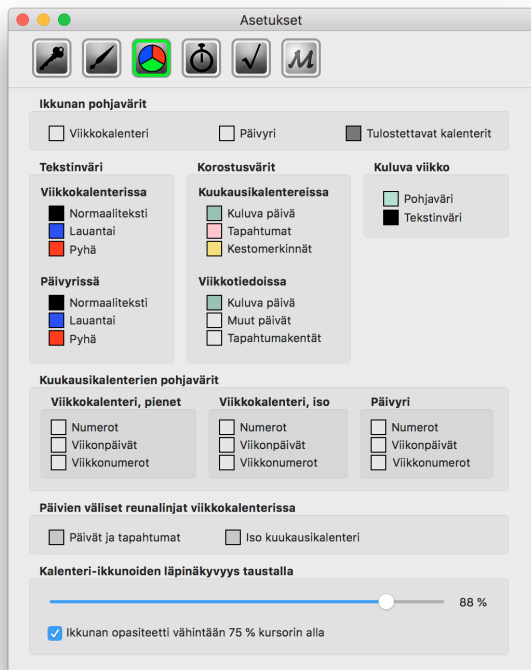 Asetukset
M
Ikkunan pohjavärit
Viikkokalenteri Päivyri Tulostettavat kalenterit
Tekstinväri Korostusvärit Kuluva viikko
Viikkokalenterissa Kuukausikalentereissa
Normaaliteksti Kuluva päivä Pohjaväri
Lauantai Tapahtumat Tekstinväri
Pyhä Kestomerkinnät
Päivyrissä Viikkotiedoissa
Normaaliteksti Kuluva päivä
Lauantai Muut päivät
Pyhä Tapahtumakentät
Kuukausikalenterien pohjavärit
Viikkokalenteri, pienet Viikkokalenteri, iso Päivyri
Numerot Numerot Numerot
Viikonpäivät Viikonpäivät Viikonpäivät
Viikkonumerot Viikkonumerot Viikkonumerot
Päivien väliset reunalinjat viikkokalenterissa
Päivät ja tapahtumat Iso kuukausikalenteri
Kalenteri-ikkunoiden läpinäkyvyys taustalla
88 %
Ikkunan opasiteetti vähintään 75 % kursorin alla